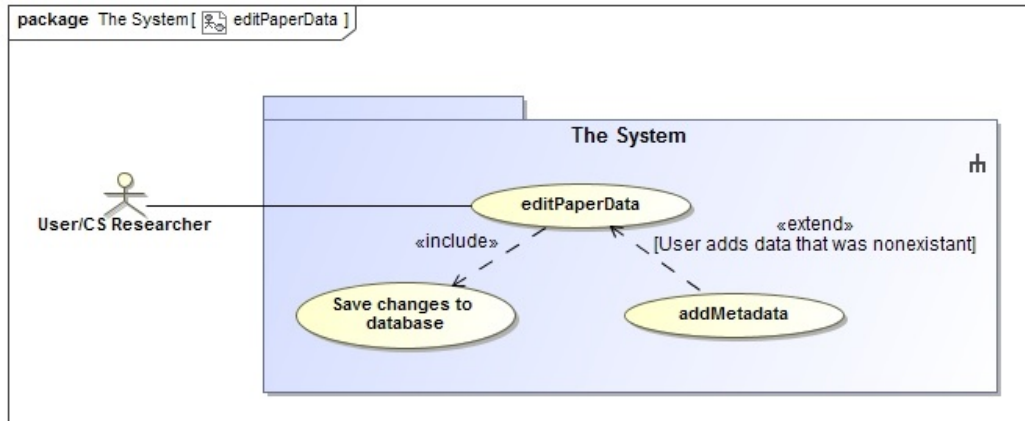 package The System[ editPaperData ]
The System
User/CS Researcher
editPaperData
«include»
«extend»
[User adds data that was nonexistant]
Save changes to
database
addMetadata